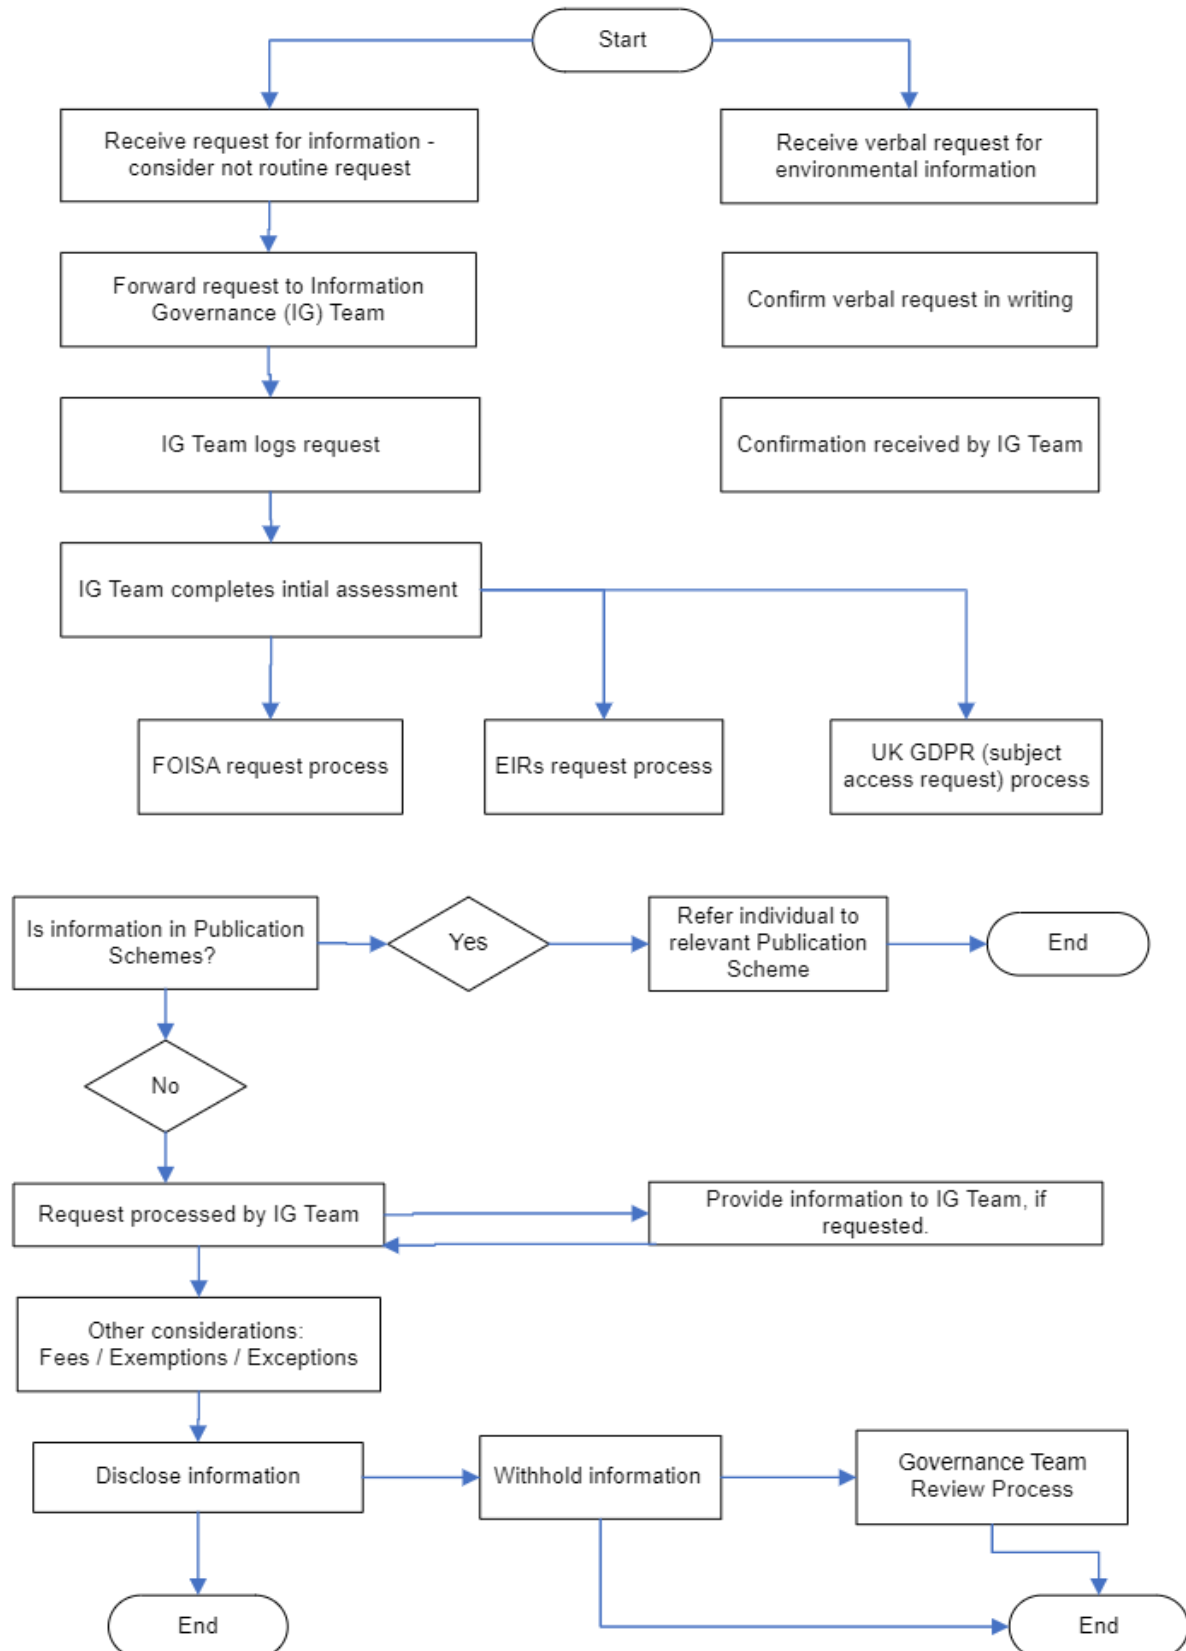 Start
Receive request for information -
consider not routine request
Receive verbal request for
environmental information
Forward request to Information
Governance (IG) Team
Confirm verbal request in writing
IG Team logs request
Confirmation received by IG Team
IG Team completes intial assessment
FOISA request process
EIRs request process
UK GDPR (subject
access request) process
Is information in Publication
Schemes?
Yes
Refer individual to
relevant Publication
Scheme
End
No
Request processed by IG Team
Provide information to IG Team, if
requested.
Other considerations:
Fees / Exemptions / Exceptions
Disclose information
Withhold information
Governance Team
Review Process
End
End